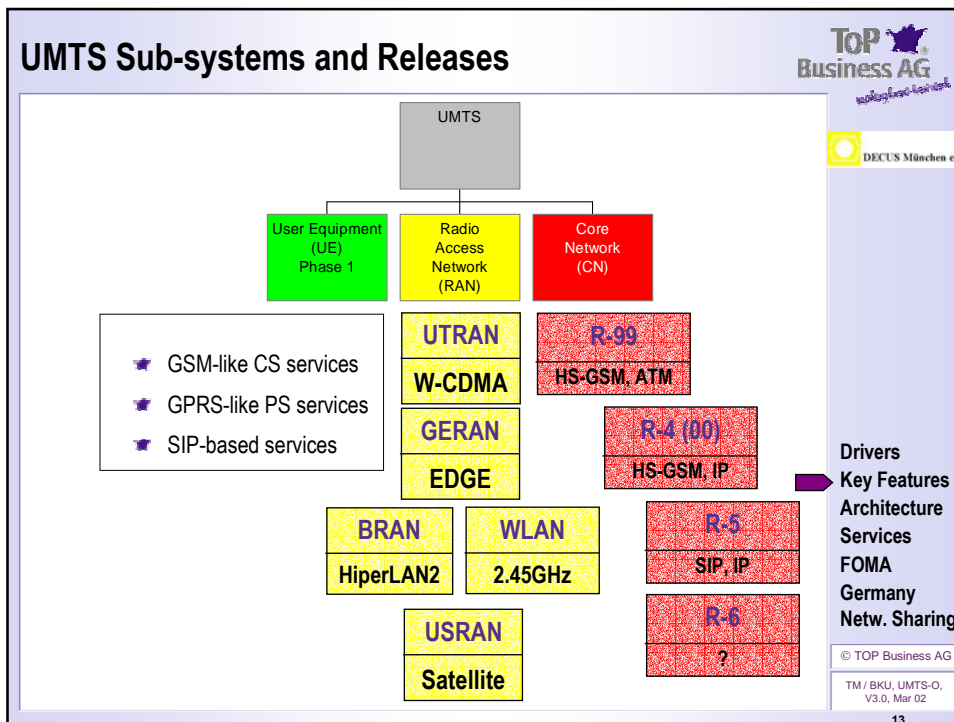 UMTS Sub-systems and Releases
ToP
Business AG
DECUS München e
UMTS
User Equipment
(UE)
Phase 1
Radio
Access
Network
(RAN)
Core
Network
(CN)
GSM-like CS services
GPRS-like PS services
SIP-based services
UTRAN
W-CDMA
GERAN
EDGE
BRAN
HiperLAN2
WLAN
2.45GHz
USRAN
Satellite
R-99
HS-GSM, ATM
R-4 (00)
HS-GSM, IP
R-5
SIP, IP
R-6
?
Drivers
Key Features
Architecture
Services
FOMA
Germany
Netw. Sharing
© TOP Business AG
TM / BKU, UMTS-O,
V3.0, Mar 02
13